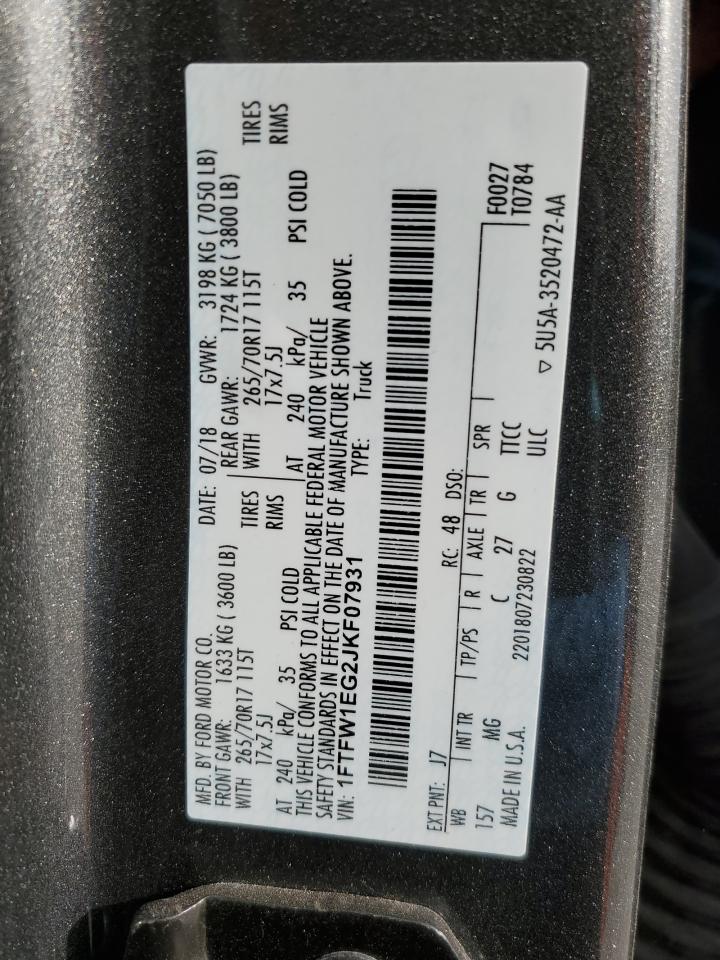 MFD. BY FORD MOTOR CO.
DATE: 07/18 GVWR: 3198 KG ( 7050 LB)
FRONT GAWR: 1633 KG ( 3600 LB) REAR GAWR: 1724 KG ( 3800 LB)
WITH 265/70R17 115T TIRES WITH 265/70R17 115T TIRES
17x7.5J RIMS 17x7.5J RIMS
AT 240 kPa/ 35 PSI COLD AT 240 kPa/ 35 PSI COLD
THIS VEHICLE CONFORMS TO ALL APPLICABLE FEDERAL MOTOR VEHICLE
SAFETY STANDARDS IN EFFECT ON THE DATE OF MANUFACTURE SHOWN ABOVE.
VIN: 1FTFW1EG2JKF07931 TYPE: Truck
EXT PNT: J7 RC: 48 DSO: F0027
WB INT TR TP/PS R AXLE TR SPR T0784
157 MG C 27 G TTCC
MADE IN U.S.A. 2201807230822 ULC
▽ 5U5A-3520472-AA